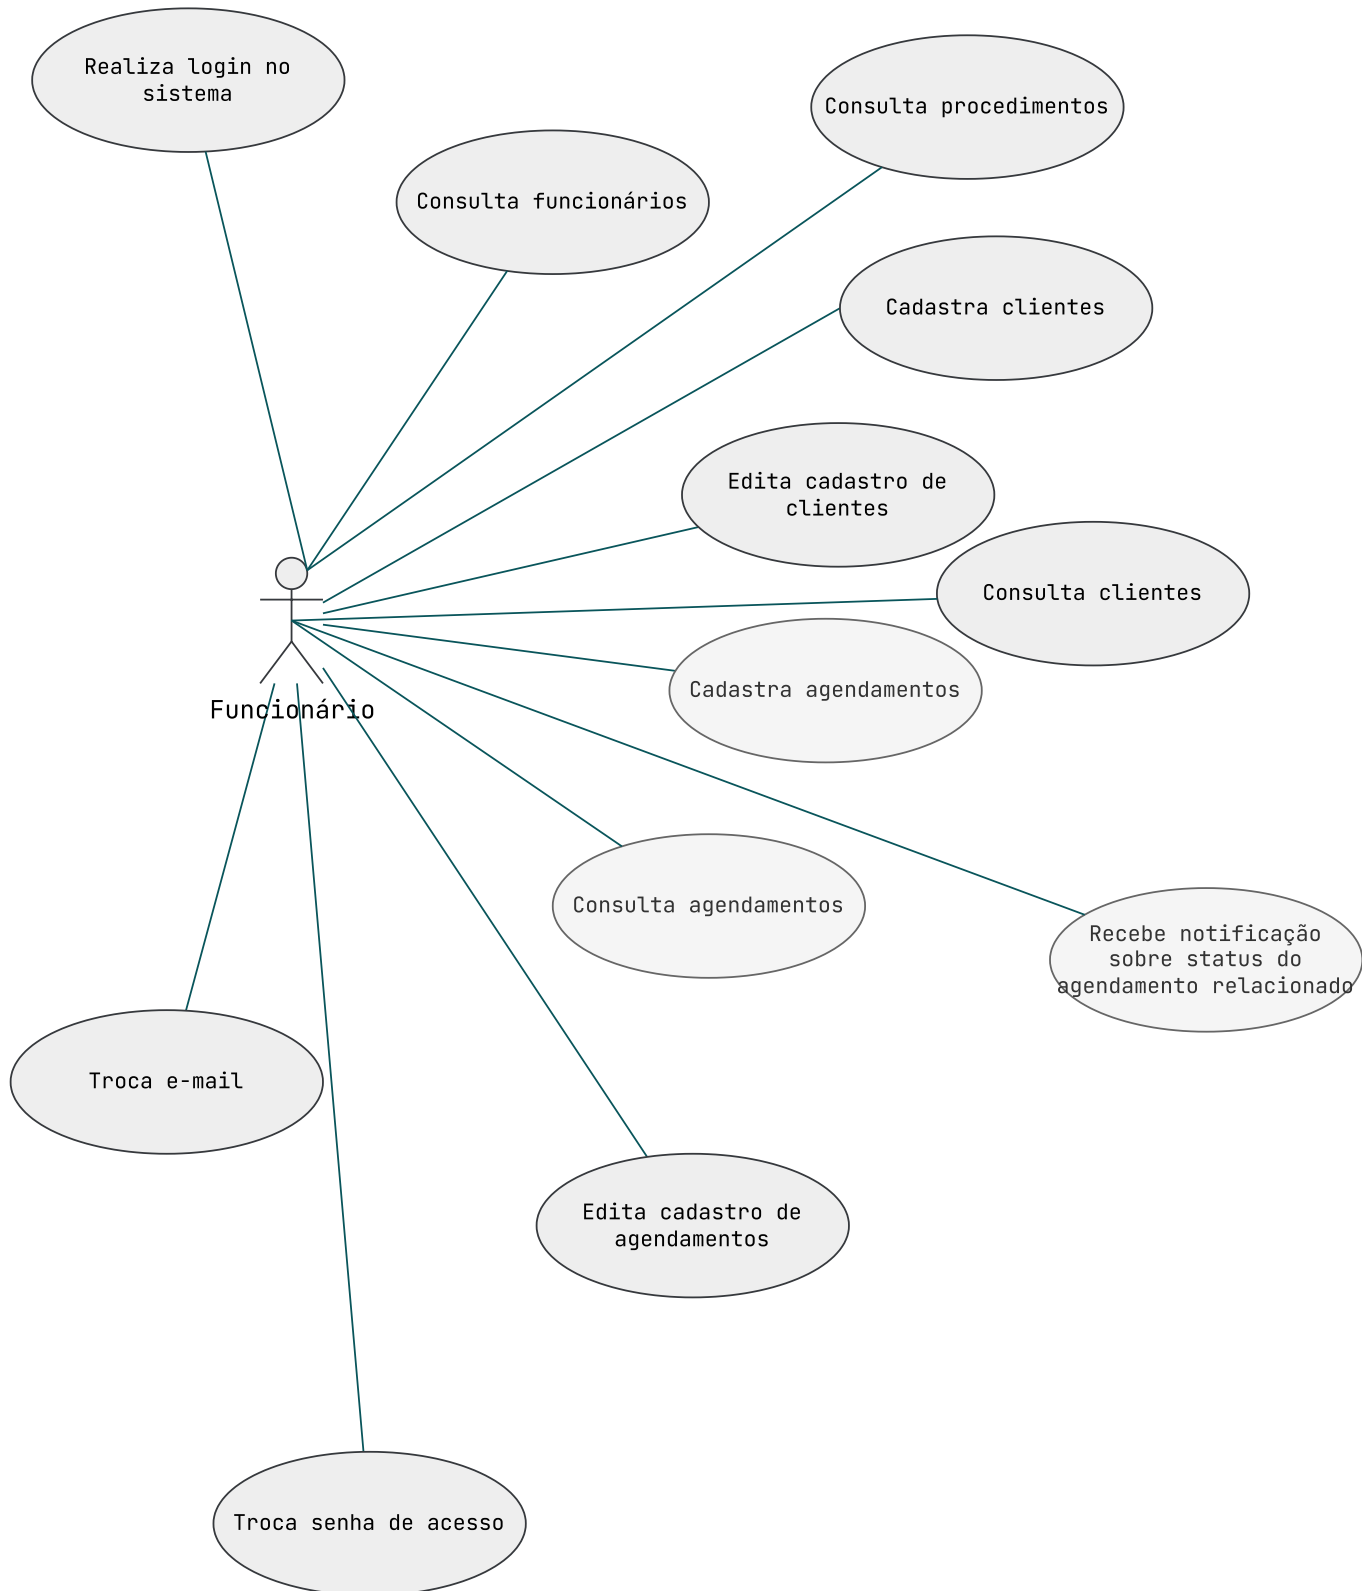 Realiza login no
sistema
Consulta procedimentos
Consulta funcionários
Cadastra clientes
Edita cadastro de
clientes
Consulta clientes
Cadastra agendamentos
Funcionário
Consulta agendamentos
Recebe notificação
sobre status do
agendamento relacionado
Troca e-mail
Edita cadastro de
agendamentos
Troca senha de acesso